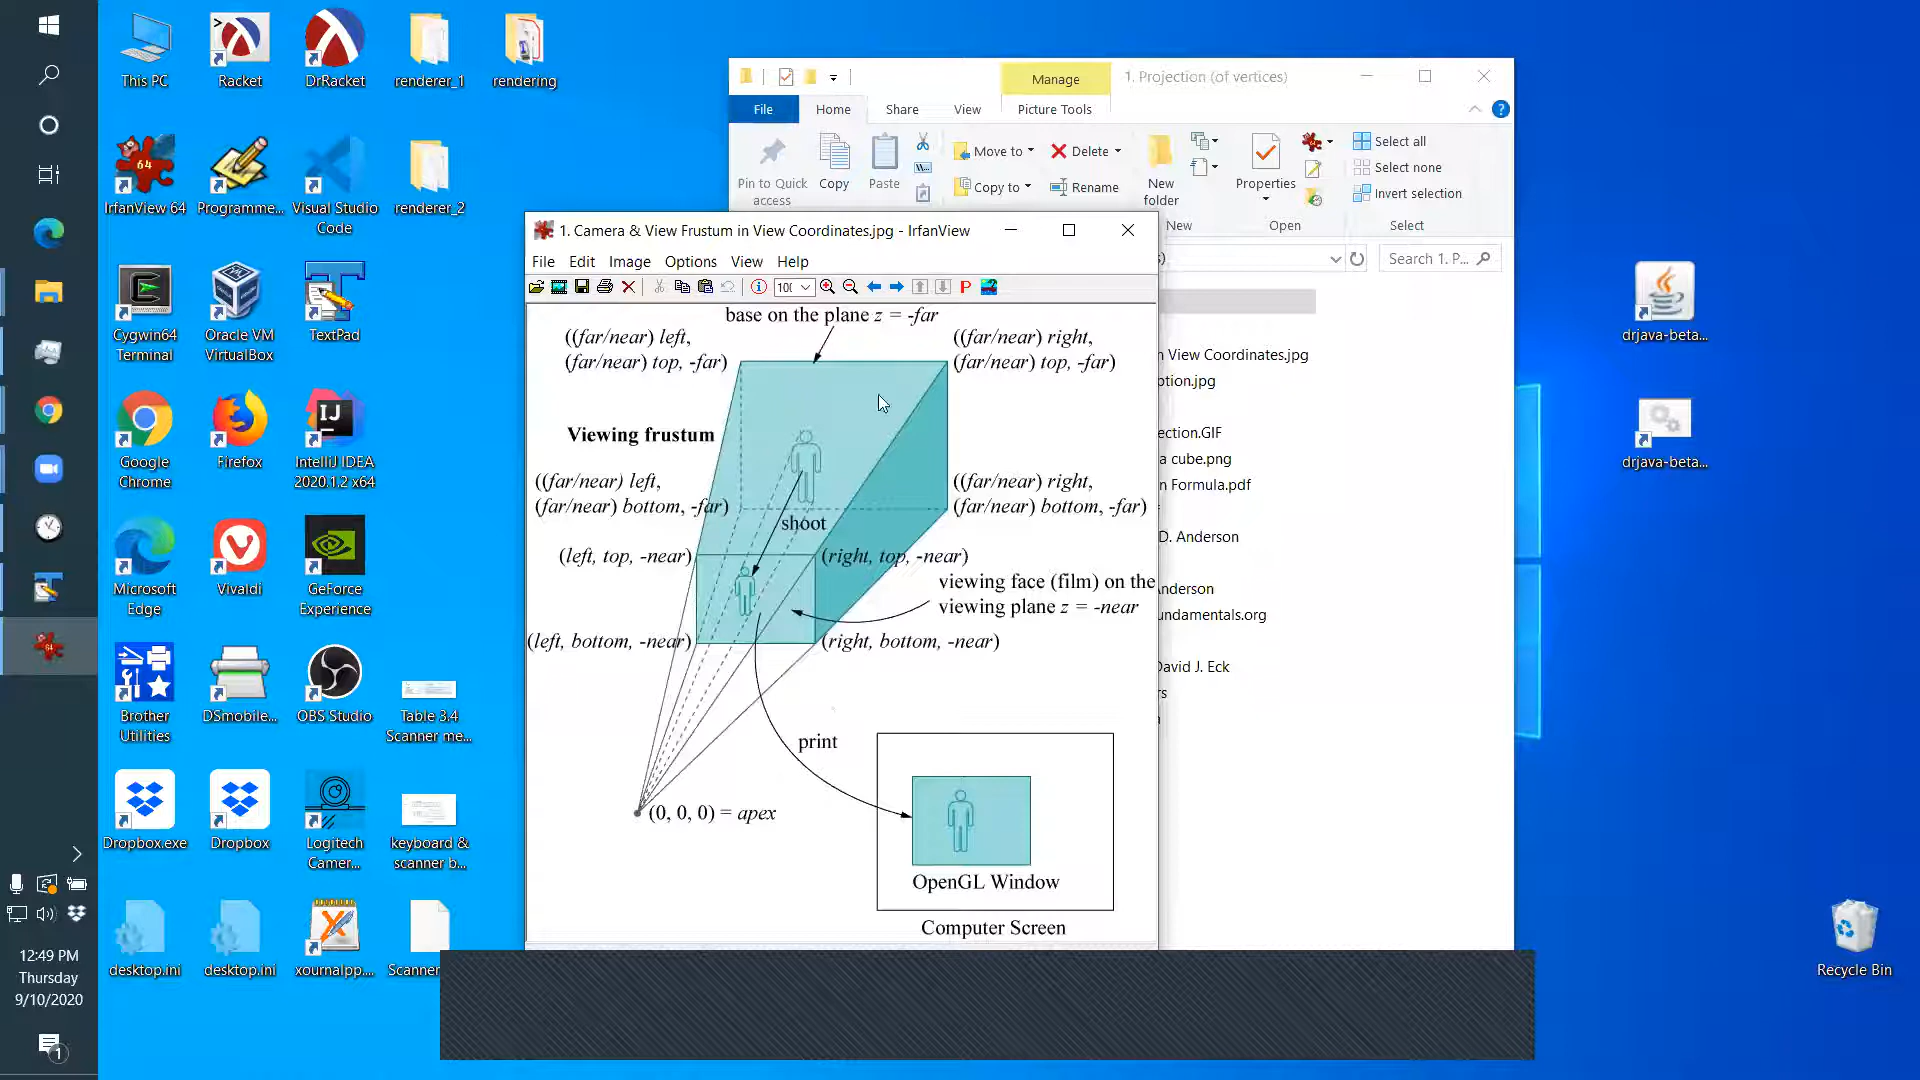 This PC
Racket
DrRacket
renderer_1
rendering
IrfanView 64
Programme...
Visual Studio
Code
renderer_2
Cygwin64
Terminal
Oracle VM
VirtualBox
TextPad
Google
Chrome
Firefox
IntelliJ IDEA
2020.1.2 x64
Microsoft
Edge
Vivaldi
GeForce
Experience
Brother
Utilities
DSmobile...
OBS Studio
Table 3.4
Scanner me...
Dropbox.exe
Dropbox
Logitech
Camer...
keyboard &
scanner b...
desktop.ini
desktop.ini
xournalpp....
Scanner
12:49 PM
Thursday
9/10/2020
1
Manage
1. Projection (of vertices)
File
Home
Share
View
Picture Tools
Pin to Quick
access
Copy
Paste
Move to
Copy to
Delete
Rename
New
folder
Properties
Select all
Select none
Invert selection
New
Open
Select
Search 1. P...
n View Coordinates.jpg
ption.jpg
ection.GIF
a cube.png
n Formula.pdf
D. Anderson
nderson
undamentals.org
David J. Eck
rs
1. Camera & View Frustum in View Coordinates.jpg - IrfanView
File Edit Image Options View Help
base on the plane z = -far
((far/near) left,
(far/near) top, -far)
((far/near) right,
(far/near) top, -far)
Viewing frustum
((far/near) left,
(far/near) bottom, -far)
((far/near) right,
(far/near) bottom, -far)
shoot
(left, top, -near)
(right, top, -near)
viewing face (film) on the
viewing plane z = -near
(left, bottom, -near)
(right, bottom, -near)
print
(0, 0, 0) = apex
OpenGL Window
Computer Screen
drjava-beta...
drjava-beta...
Recycle Bin